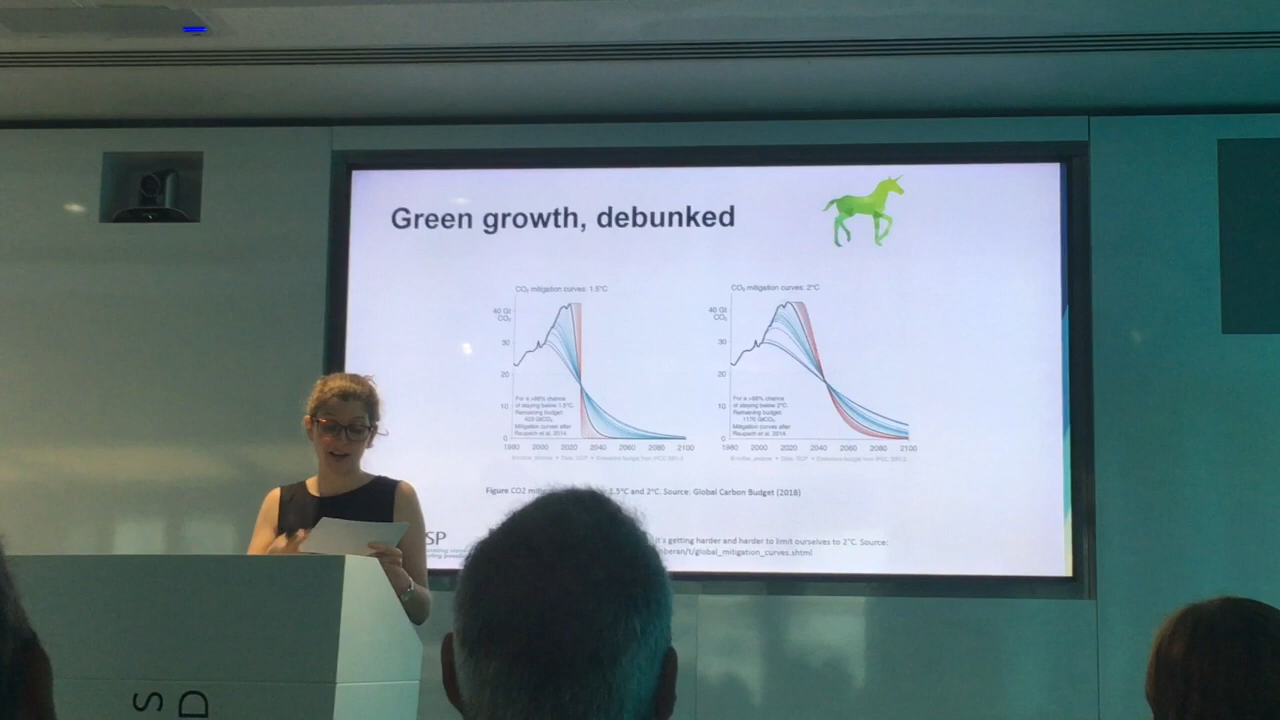 Green growth, debunked
CO₂ mitigation curves: 1.5°C
40 Gt
CO₂
30
20
10
0
For a >66% chance
of staying below 1.5°C
Remaining budget
Mitigation curves after
Raupach et al. 2014
1980 2000 2020 2040 2060 2080 2100
CO₂ mitigation curves: 2°C
40 Gt
CO₂
30
20
10
0
For a >66% chance
of staying below 2°C
Remaining budget
Mitigation curves after
Raupach et al. 2014
1980 2000 2020 2040 2060 2080 2100
Figure CO2 1.5°C and 2°C. Source: Global Carbon Budget (2018)
SP
it's getting harder and harder to limit ourselves to 2°C. Source:
/t/global_mitigation_curves.shtml
S
D